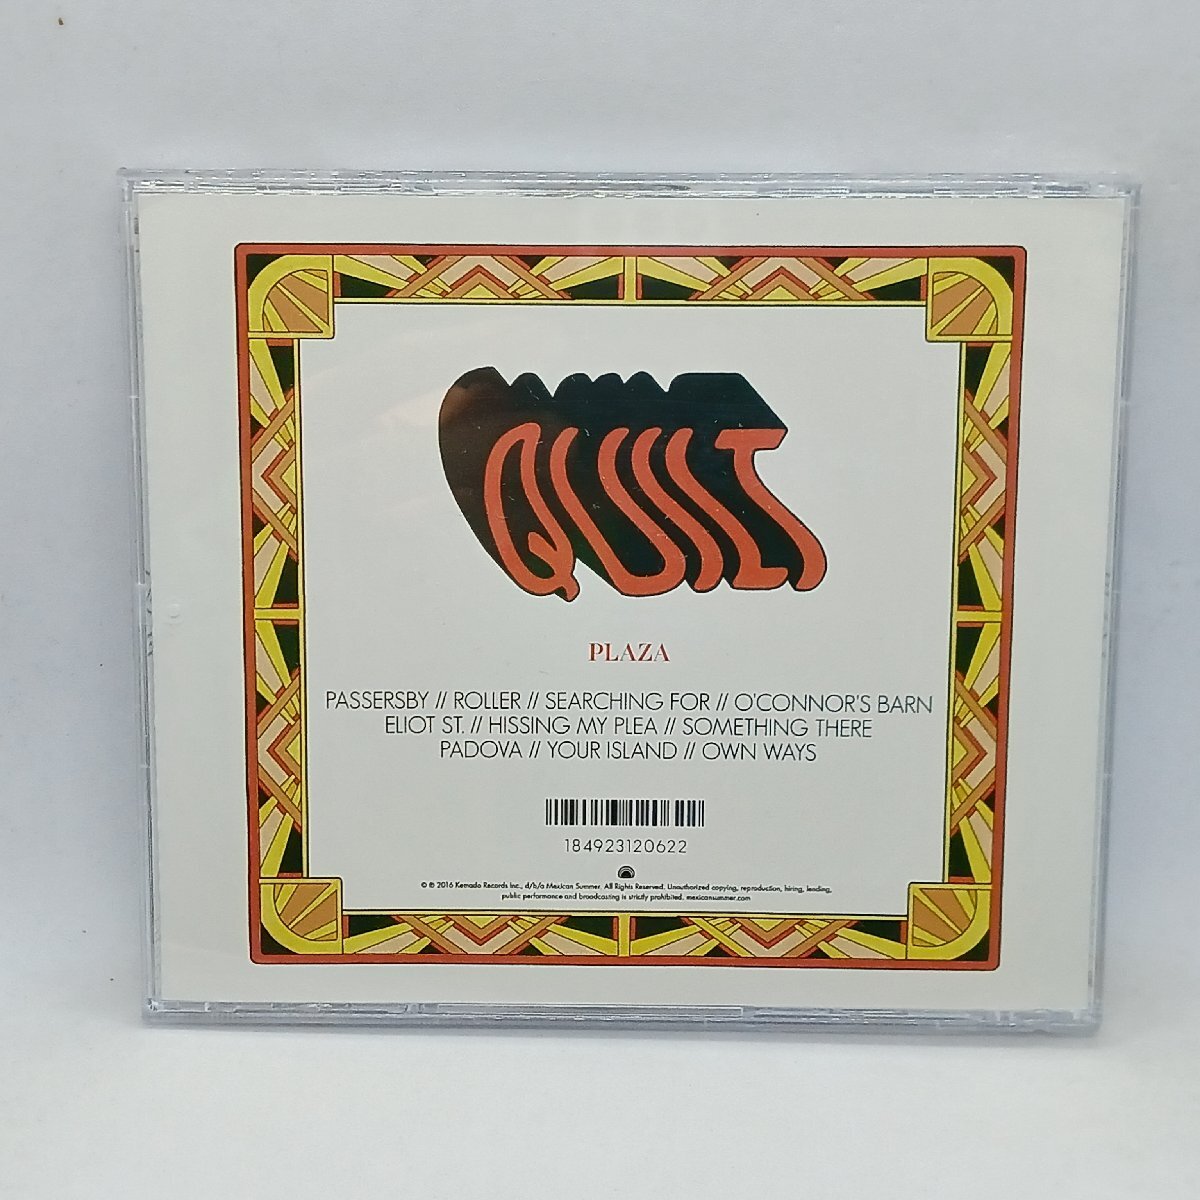 QUILT
PLAZA
PASSERSBY // ROLLER // SEARCHING FOR // O'CONNOR'S BARN
ELIOT ST. // HISSING MY PLEA // SOMETHING THERE
PADOVA // YOUR ISLAND // OWN WAYS
184923120622
© ℗ 2016 Kemado Records Inc., d/b/a Mexican Summer. All Rights Reserved. Unauthorized copying, reproduction, hiring, lending,
public performance and broadcasting is strictly prohibited. mexicansummer.com